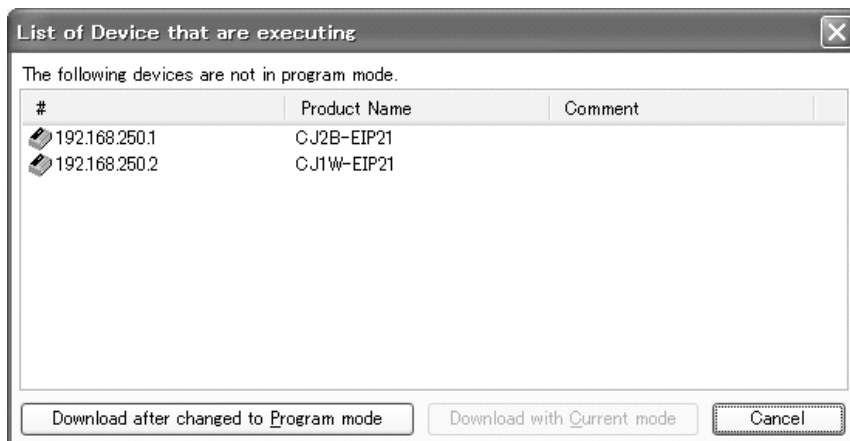 List of Device that are executing
The following devices are not in program mode.
# Product Name Comment
192.168.250.1 CJ2B-EIP21
192.168.250.2 CJ1W-EIP21
Download after changed to Program mode Download with Current mode Cancel